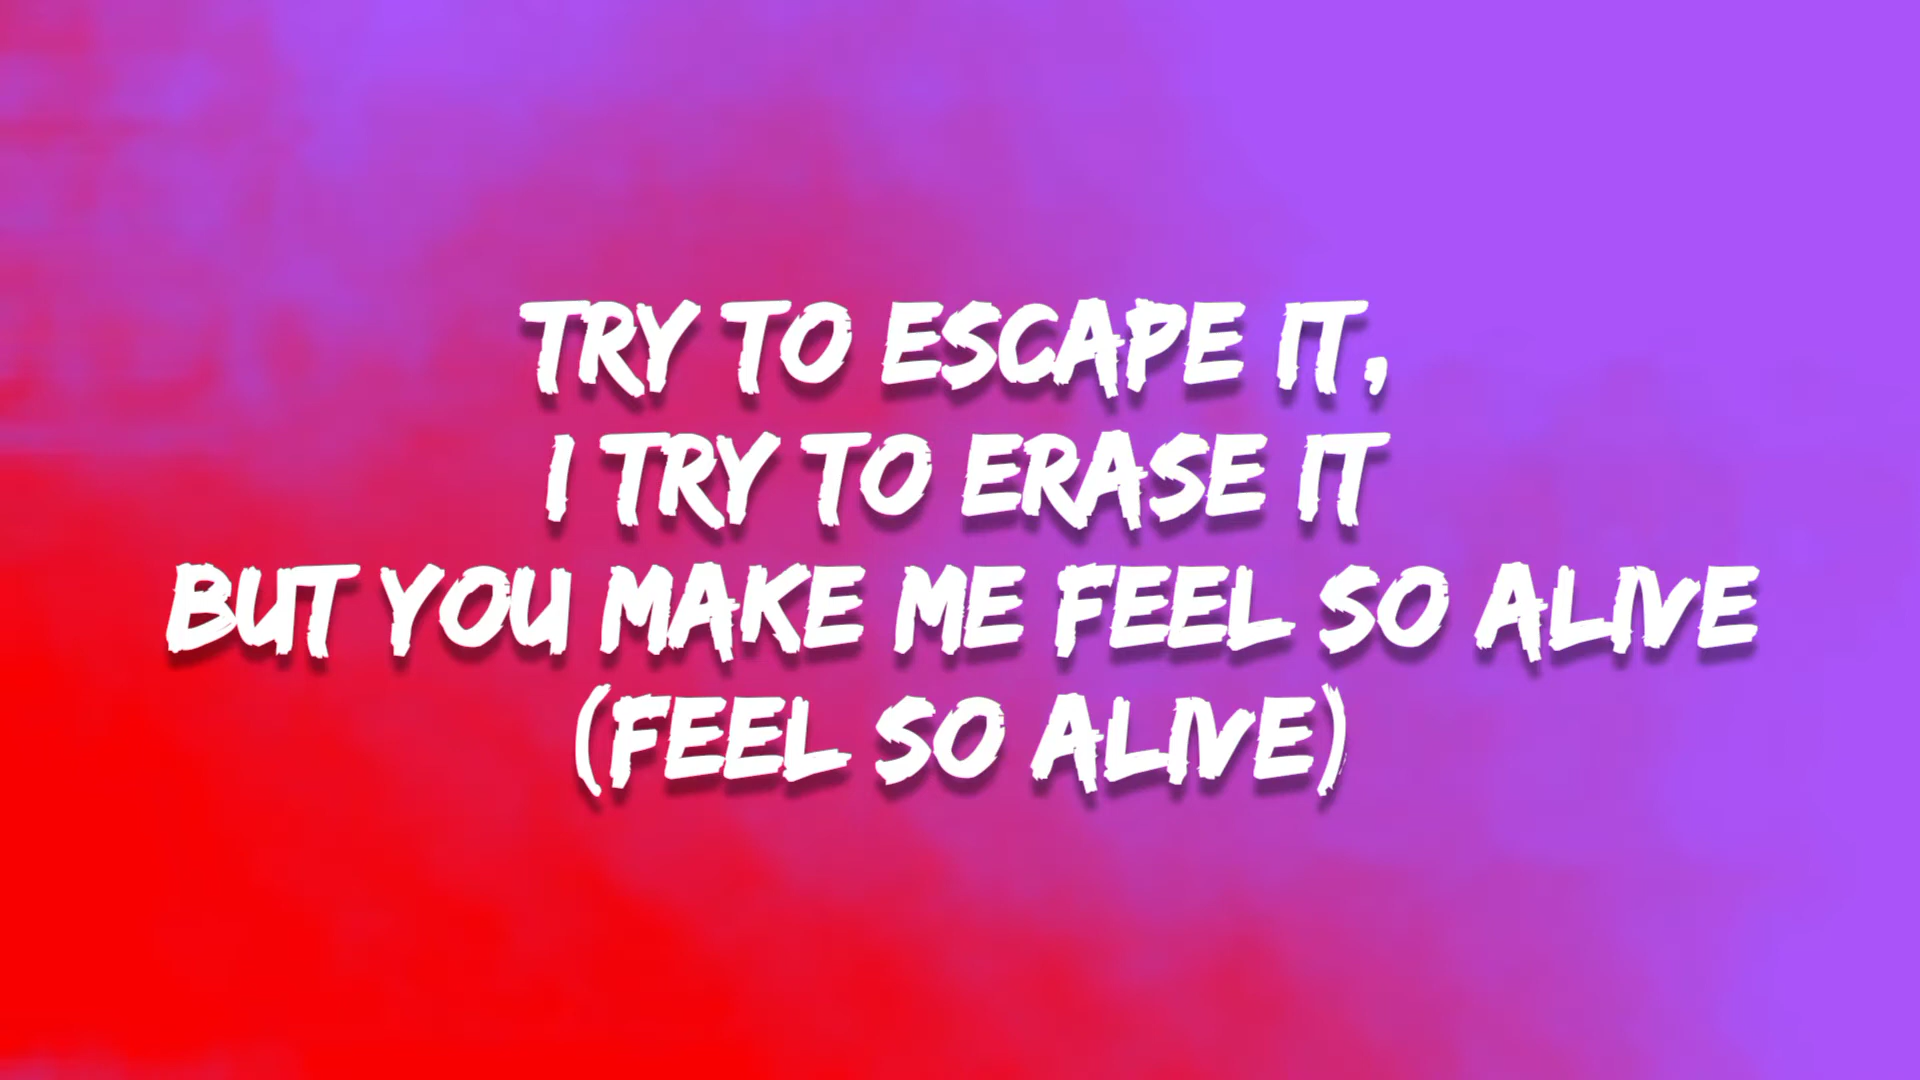 TRY TO ESCAPE IT,
I TRY TO ERASE IT
BUT YOU MAKE ME FEEL SO ALIVE
(FEEL SO ALIVE)